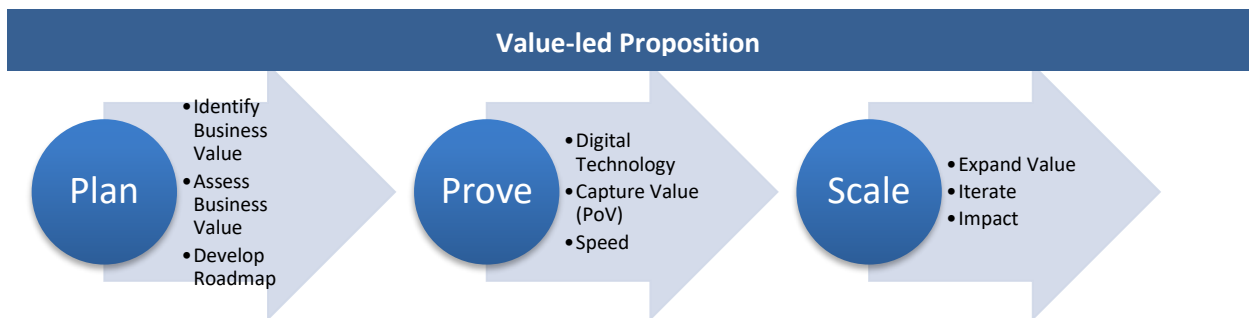 Value-led Proposition
Plan
•Identify
Business
Value
•Assess
Business
Value
•Develop
Roadmap
Prove
•Digital
Technology
•Capture Value
(PoV)
•Speed
Scale
•Expand Value
•Iterate
•Impact